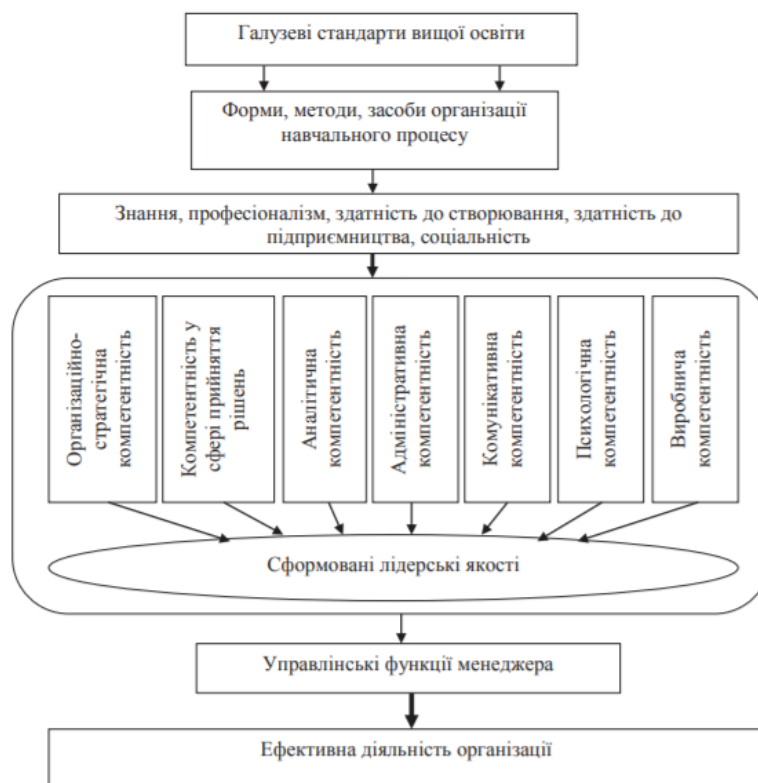 Галузеві стандарти вищої освіти
Форми, методи, засоби організації
навчального процесу
Знання, професіоналізм, здатність до створювання, здатність до
підприємництва, соціальність
Організаційно-
стратегічна
компетентність
Компетентність у
сфері прийняття
рішень
Аналітична
компетентність
Адміністративна
компетентність
Комунікативна
компетентність
Психологічна
компетентність
Виробнича
компетентність
Сформовані лідерські якості
Управлінські функції менеджера
Ефективна діяльність організації